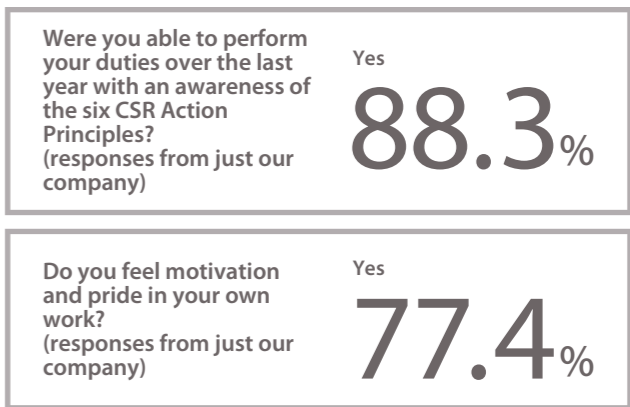 Were you able to perform
your duties over the last
year with an awareness of
the six CSR Action
Principles?
(responses from just our
company)
Yes
88.3%
Do you feel motivation
and pride in your own
work?
(responses from just our
company)
Yes
77.4%